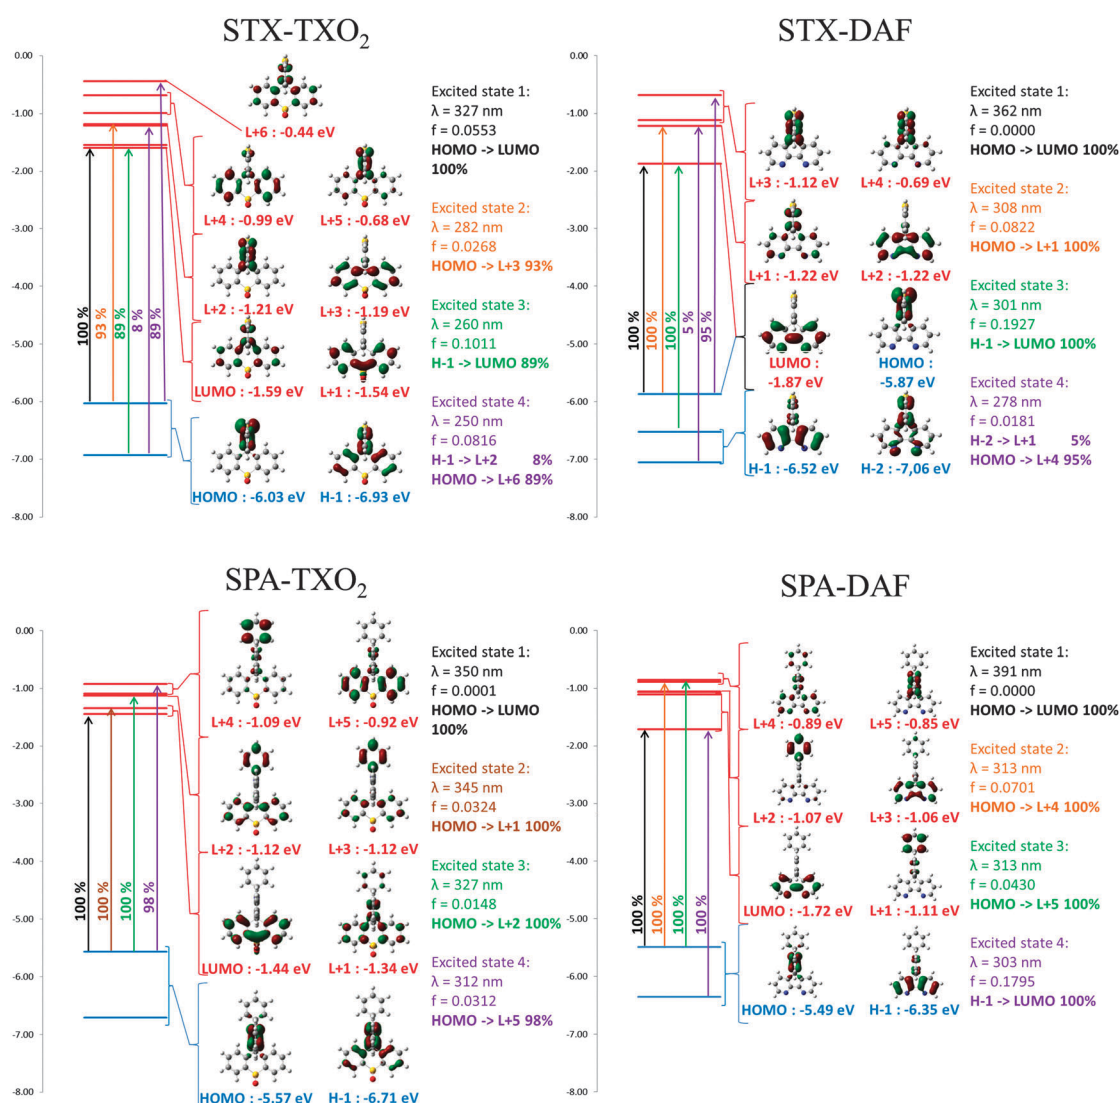 STX-TXO₂
0.00
-1.00
-2.00
-3.00
-4.00
-5.00
-6.00
-7.00
-8.00
100 %
93 %
89 %
8 %
89 %
L+6 : -0.44 eV
L+4 : -0.99 eV
L+5 : -0.68 eV
L+2 : -1.21 eV
L+3 : -1.19 eV
LUMO : -1.59 eV
L+1 : -1.54 eV
HOMO : -6.03 eV
H-1 : -6.93 eV
Excited state 1:
λ = 327 nm
f = 0.0553
HOMO -> LUMO
100%
Excited state 2:
λ = 282 nm
f = 0.0268
HOMO -> L+3 93%
Excited state 3:
λ = 260 nm
f = 0.1011
H-1 -> LUMO 89%
Excited state 4:
λ = 250 nm
f = 0.0816
H-1 -> L+2 8%
HOMO -> L+6 89%
STX-DAF
0.00
-1.00
-2.00
-3.00
-4.00
-5.00
-6.00
-7.00
-8.00
100 %
100 %
100 %
5 %
95 %
L+3 : -1.12 eV
L+4 : -0.69 eV
L+1 : -1.22 eV
L+2 : -1.22 eV
LUMO :
-1.87 eV
HOMO :
-5.87 eV
H-1 : -6.52 eV
H-2 : -7,06 eV
Excited state 1:
λ = 362 nm
f = 0.0000
HOMO -> LUMO 100%
Excited state 2:
λ = 308 nm
f = 0.0822
HOMO -> L+1 100%
Excited state 3:
λ = 301 nm
f = 0.1927
H-1 -> LUMO 100%
Excited state 4:
λ = 278 nm
f = 0.0181
H-2 -> L+1 5%
HOMO -> L+4 95%
SPA-TXO₂
0.00
-1.00
-2.00
-3.00
-4.00
-5.00
-6.00
-7.00
-8.00
100 %
100 %
100 %
98 %
L+4 : -1.09 eV
L+5 : -0.92 eV
L+2 : -1.12 eV
L+3 : -1.12 eV
LUMO : -1.44 eV
L+1 : -1.34 eV
HOMO : -5.57 eV
H-1 : -6.71 eV
Excited state 1:
λ = 350 nm
f = 0.0001
HOMO -> LUMO
100%
Excited state 2:
λ = 345 nm
f = 0.0324
HOMO -> L+1 100%
Excited state 3:
λ = 327 nm
f = 0.0148
HOMO -> L+2 100%
Excited state 4:
λ = 312 nm
f = 0.0312
HOMO -> L+5 98%
SPA-DAF
0.00
-1.00
-2.00
-3.00
-4.00
-5.00
-6.00
-7.00
-8.00
100 %
100 %
100 %
100 %
L+4 : -0.89 eV
L+5 : -0.85 eV
L+2 : -1.07 eV
L+3 : -1.06 eV
LUMO : -1.72 eV
L+1 : -1.11 eV
HOMO : -5.49 eV
H-1 : -6.35 eV
Excited state 1:
λ = 391 nm
f = 0.0000
HOMO -> LUMO 100%
Excited state 2:
λ = 313 nm
f = 0.0701
HOMO -> L+4 100%
Excited state 3:
λ = 313 nm
f = 0.0430
HOMO -> L+5 100%
Excited state 4:
λ = 303 nm
f = 0.1795
H-1 -> LUMO 100%